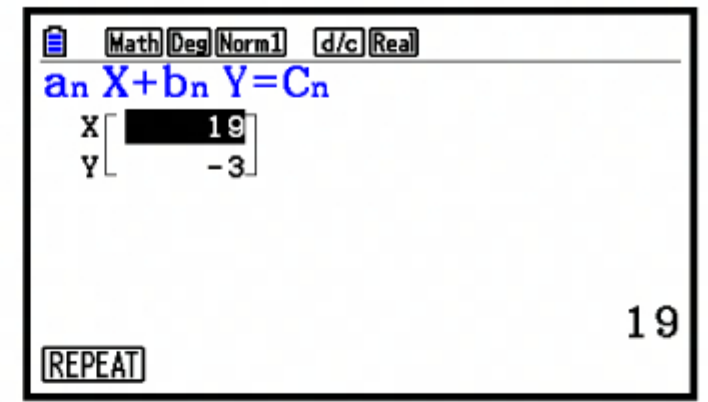 Math Deg Norm1 d/c Real
an X+bn Y=Cn
X[ 19]
Y[ -3]
19
REPEAT